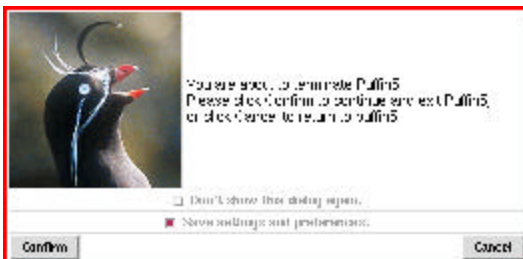 You are about to terminate Puffin5.
Please click Confirm to continue and exit Puffin5,
or click Cancel to return to puffin5
Don't show this dialog again.
Save settings and preferences.
Confirm
Cancel